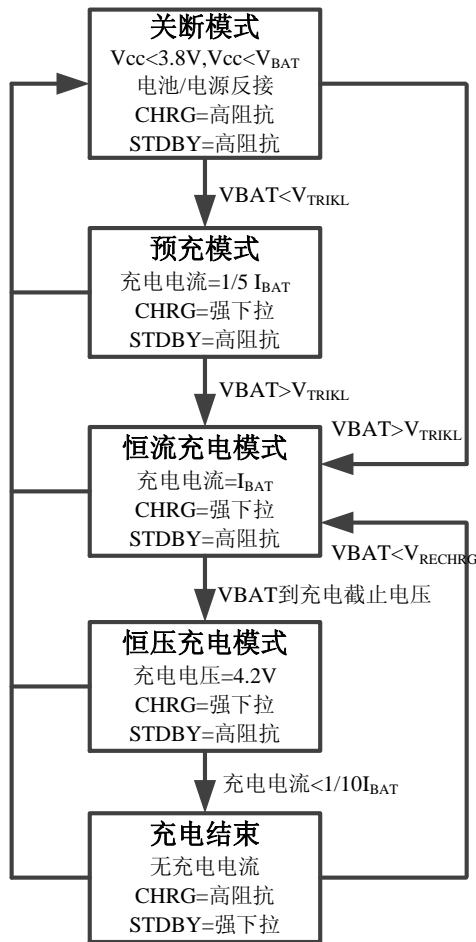 关断模式
Vcc<3.8V,Vcc<VBAT
电池/电源反接
CHRG=高阻抗
STDBY=高阻抗
VBAT<VTRIKL
预充模式
充电电流=1/5 IBAT
CHRG=强下拉
STDBY=高阻抗
VBAT>VTRIKL
VBAT>VTRIKL
恒流充电模式
充电电流=IBAT
CHRG=强下拉
STDBY=高阻抗
VBAT<VRECHRG
VBAT到充电截止电压
恒压充电模式
充电电压=4.2V
CHRG=强下拉
STDBY=高阻抗
充电电流<1/10IBAT
充电结束
无充电电流
CHRG=高阻抗
STDBY=强下拉